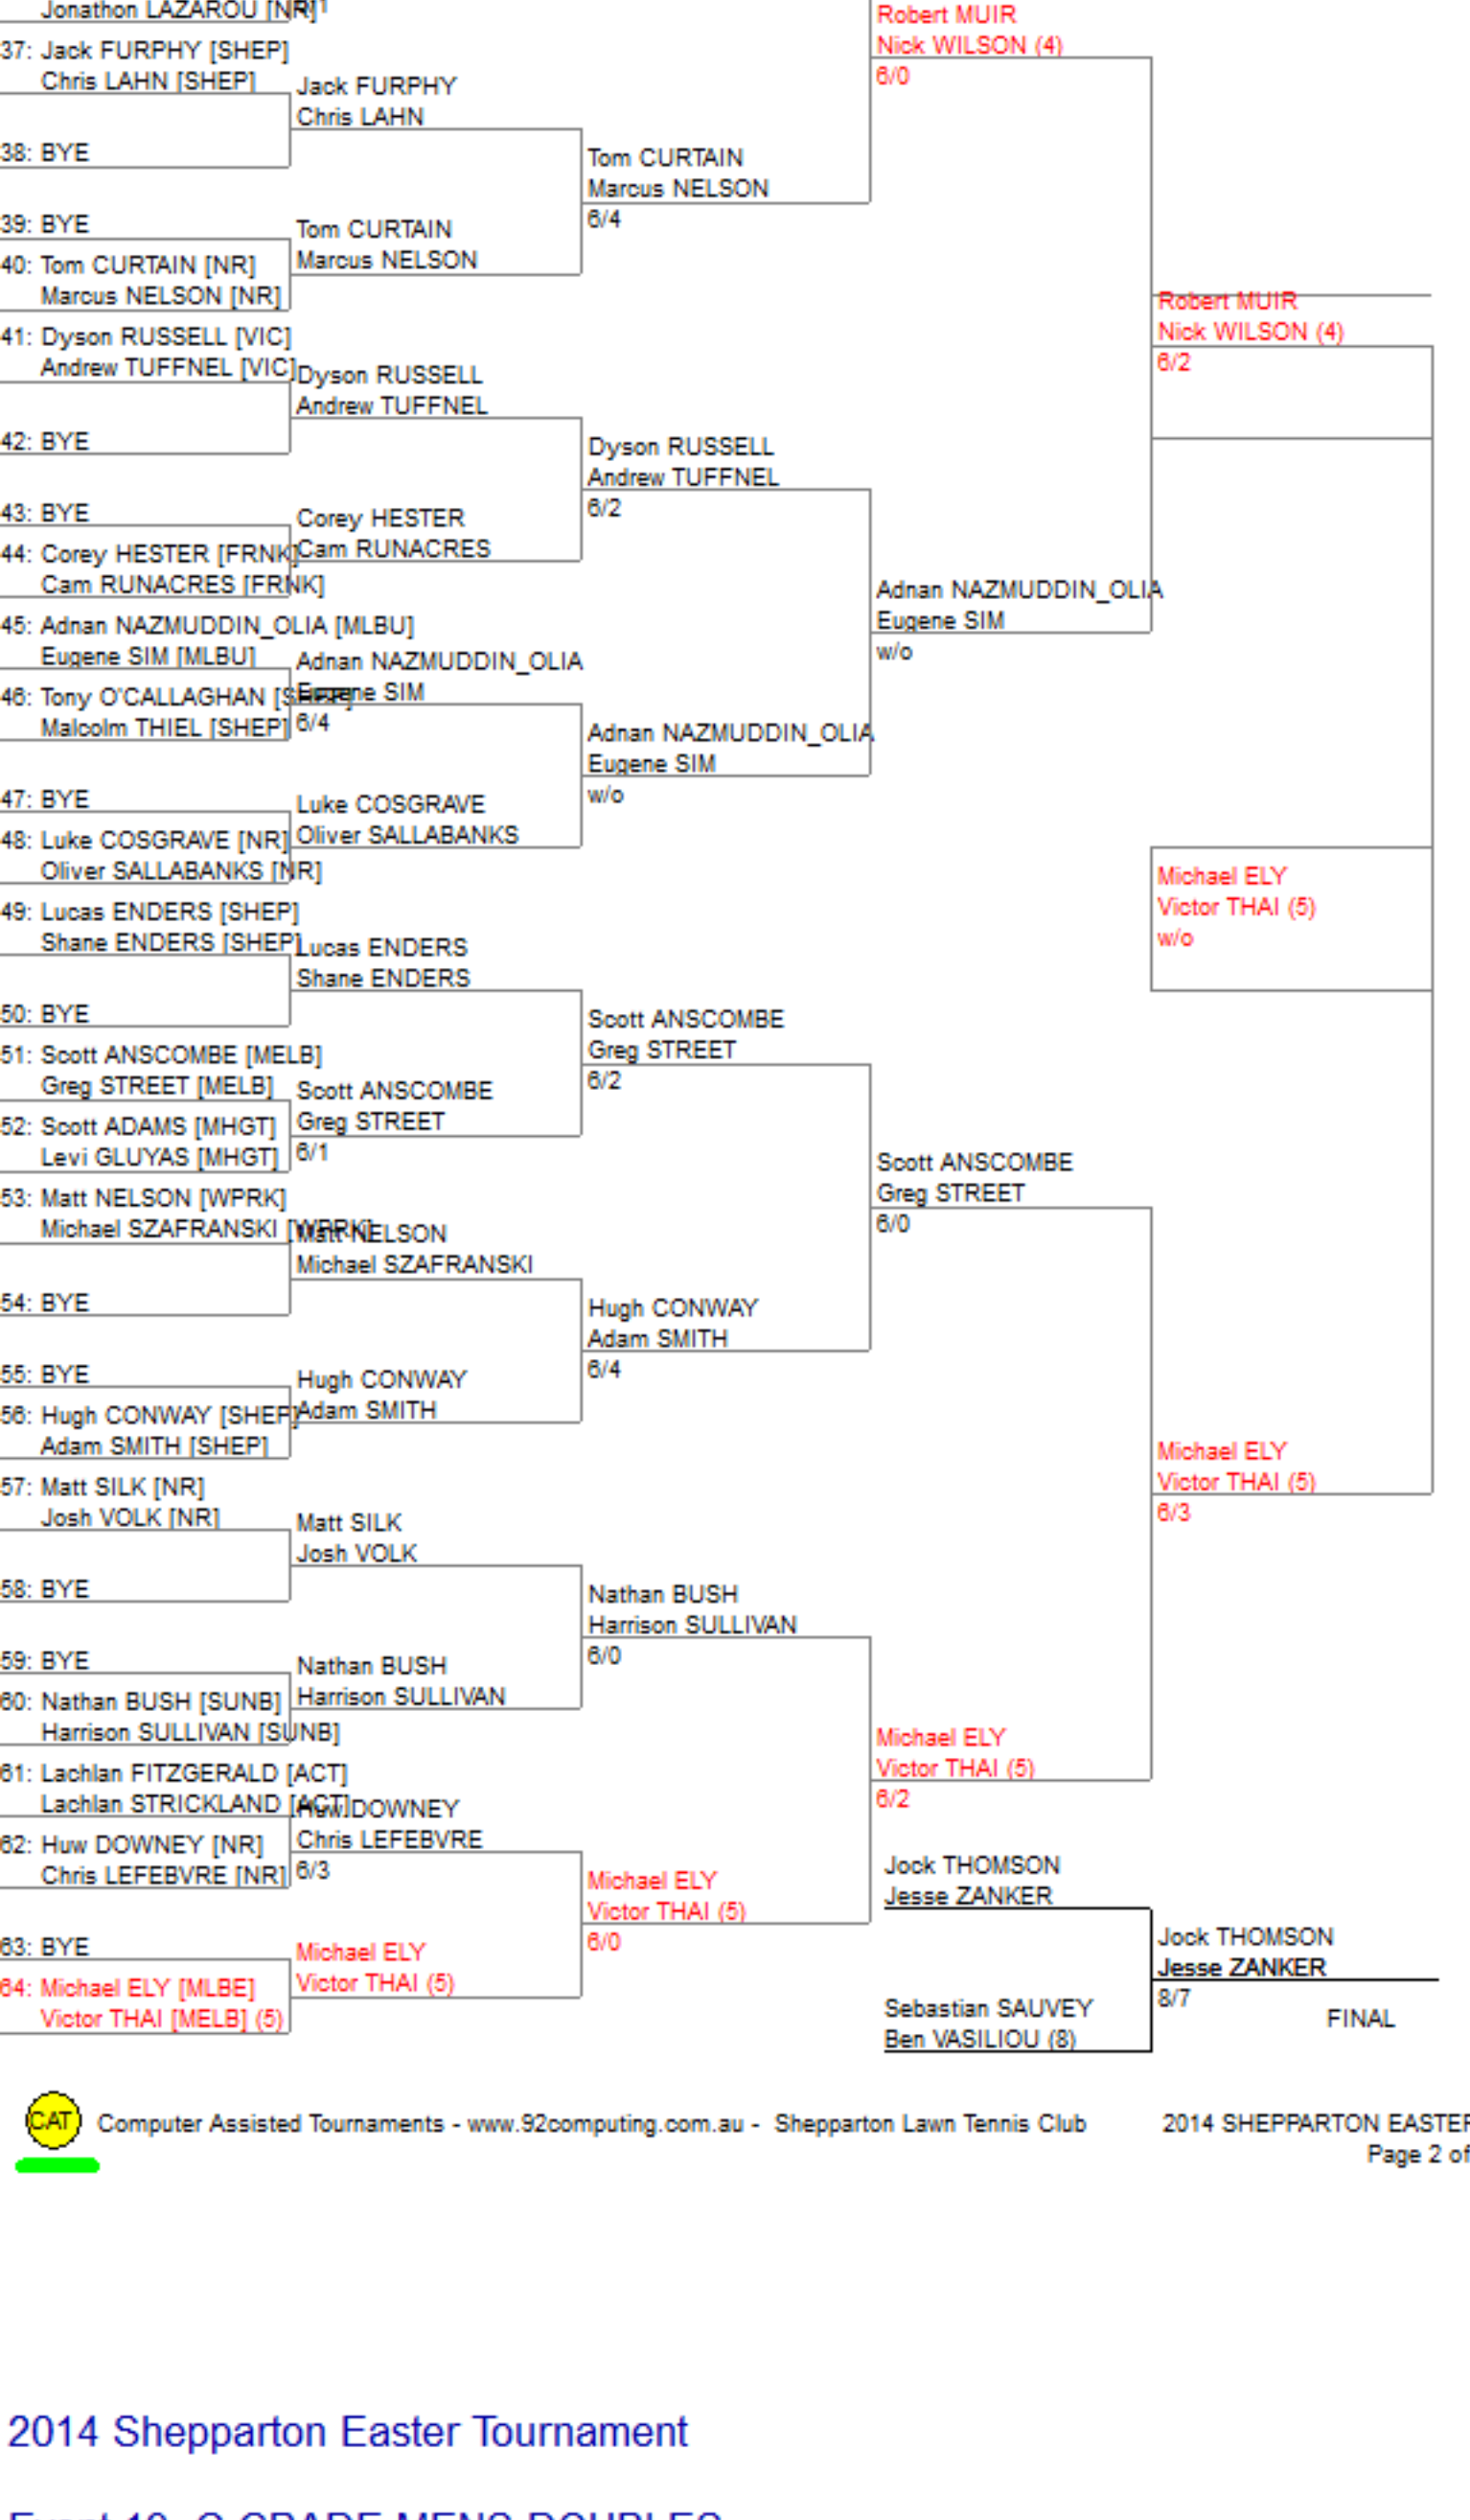 Jonathon LAZAROU [NR]
37: Jack FURPHY [SHEP]
Chris LAHN [SHEP]
38: BYE
39: BYE
40: Tom CURTAIN [NR]
Marcus NELSON [NR]
41: Dyson RUSSELL [VIC]
Andrew TUFFNEL [VIC]
42: BYE
43: BYE
44: Corey HESTER [FRNK]
Cam RUNACRES [FRNK]
45: Adnan NAZMUDDIN_OLIA [MLBU]
Eugene SIM [MLBU]
46: Tony O'CALLAGHAN [SHEP]
Malcolm THIEL [SHEP]
47: BYE
48: Luke COSGRAVE [NR]
Oliver SALLABANKS [NR]
49: Lucas ENDERS [SHEP]
Shane ENDERS [SHEP]
50: BYE
51: Scott ANSCOMBE [MELB]
Greg STREET [MELB]
52: Scott ADAMS [MHGT]
Levi GLUYAS [MHGT]
53: Matt NELSON [WPRK]
Michael SZAFRANSKI [WPRK]
54: BYE
55: BYE
56: Hugh CONWAY [SHEP]
Adam SMITH [SHEP]
57: Matt SILK [NR]
Josh VOLK [NR]
58: BYE
59: BYE
60: Nathan BUSH [SUNB]
Harrison SULLIVAN [SUNB]
61: Lachlan FITZGERALD [ACT]
Lachlan STRICKLAND [ACT]
62: Huw DOWNEY [NR]
Chris LEFEBVRE [NR]
63: BYE
64: Michael ELY [MLBE]
Victor THAI [MELB] (5)
Jack FURPHY
Chris LAHN
Tom CURTAIN
Marcus NELSON
Dyson RUSSELL
Andrew TUFFNEL
Corey HESTER
Cam RUNACRES
Adnan NAZMUDDIN_OLIA
Eugene SIM
6/4
Luke COSGRAVE
Oliver SALLABANKS
Lucas ENDERS
Shane ENDERS
Scott ANSCOMBE
Greg STREET
6/1
Matt NELSON
Michael SZAFRANSKI
Hugh CONWAY
Adam SMITH
Matt SILK
Josh VOLK
Nathan BUSH
Harrison SULLIVAN
Huw DOWNEY
Chris LEFEBVRE
6/3
Michael ELY
Victor THAI (5)
Tom CURTAIN
Marcus NELSON
6/4
Dyson RUSSELL
Andrew TUFFNEL
6/2
Adnan NAZMUDDIN_OLIA
Eugene SIM
w/o
Scott ANSCOMBE
Greg STREET
6/2
Hugh CONWAY
Adam SMITH
6/4
Nathan BUSH
Harrison SULLIVAN
6/0
Michael ELY
Victor THAI (5)
6/0
Robert MUIR
Nick WILSON (4)
6/0
Adnan NAZMUDDIN_OLIA
Eugene SIM
w/o
Scott ANSCOMBE
Greg STREET
6/0
Michael ELY
Victor THAI (5)
6/2
Robert MUIR
Nick WILSON (4)
6/2
Michael ELY
Victor THAI (5)
w/o
Michael ELY
Victor THAI (5)
6/3
Jock THOMSON
Jesse ZANKER
Sebastian SAUVEY
Ben VASILIOU (8)
Jock THOMSON
Jesse ZANKER
8/7
FINAL
CAT
Computer Assisted Tournaments - www.92computing.com.au - Shepparton Lawn Tennis Club
2014 SHEPPARTON EASTER
Page 2 of
2014 Shepparton Easter Tournament
GRADE MENS DOUBLES